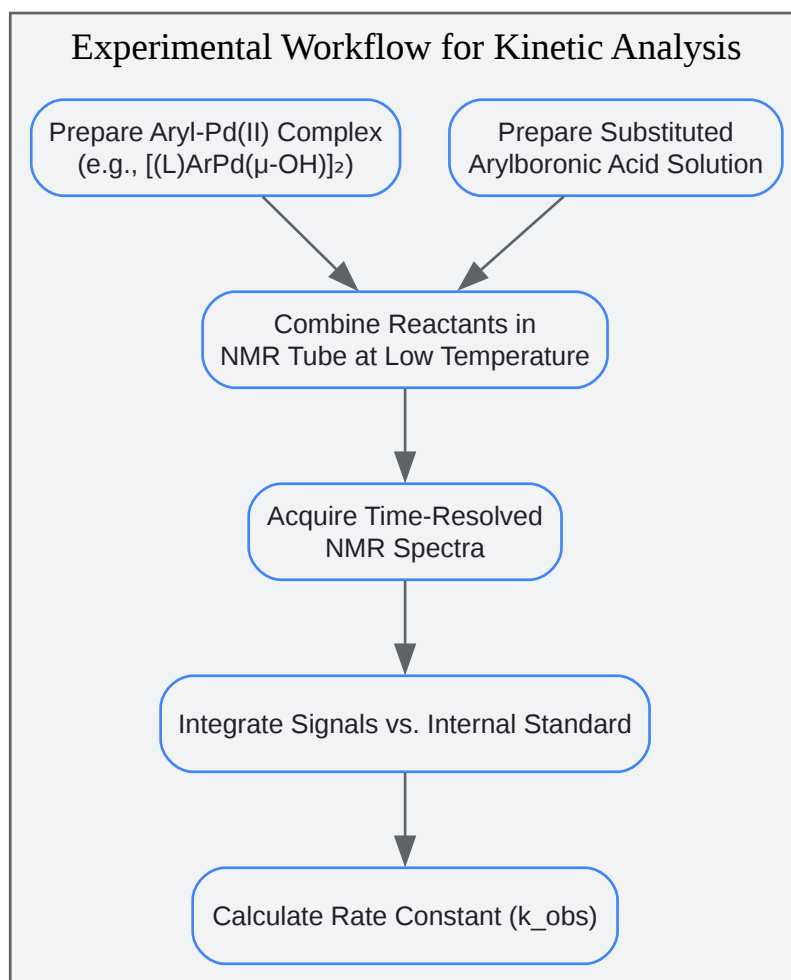 Experimental Workflow for Kinetic Analysis
Prepare Aryl-Pd(II) Complex
(e.g., [(L)ArPd(μ-OH)]₂)
Prepare Substituted
Arylboronic Acid Solution
Combine Reactants in
NMR Tube at Low Temperature
Acquire Time-Resolved
NMR Spectra
Integrate Signals vs. Internal Standard
Calculate Rate Constant (k_obs)